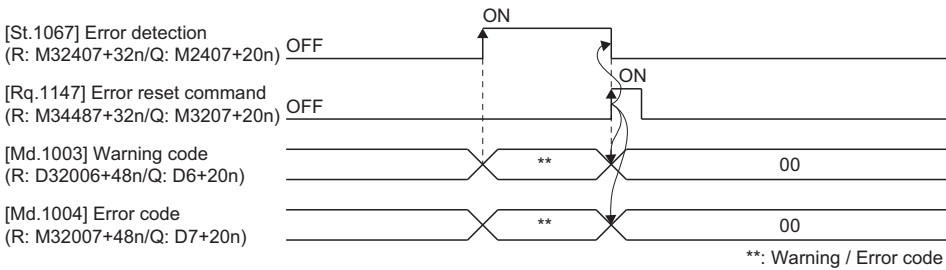 ON
[St.1067] Error detection
(R: M32407+32n/Q: M2407+20n) OFF
ON
[Rq.1147] Error reset command
(R: M34487+32n/Q: M3207+20n) OFF
[Md.1003] Warning code
(R: D32006+48n/Q: D6+20n)
** 00
[Md.1004] Error code
(R: M32007+48n/Q: D7+20n)
** 00
**: Warning / Error code